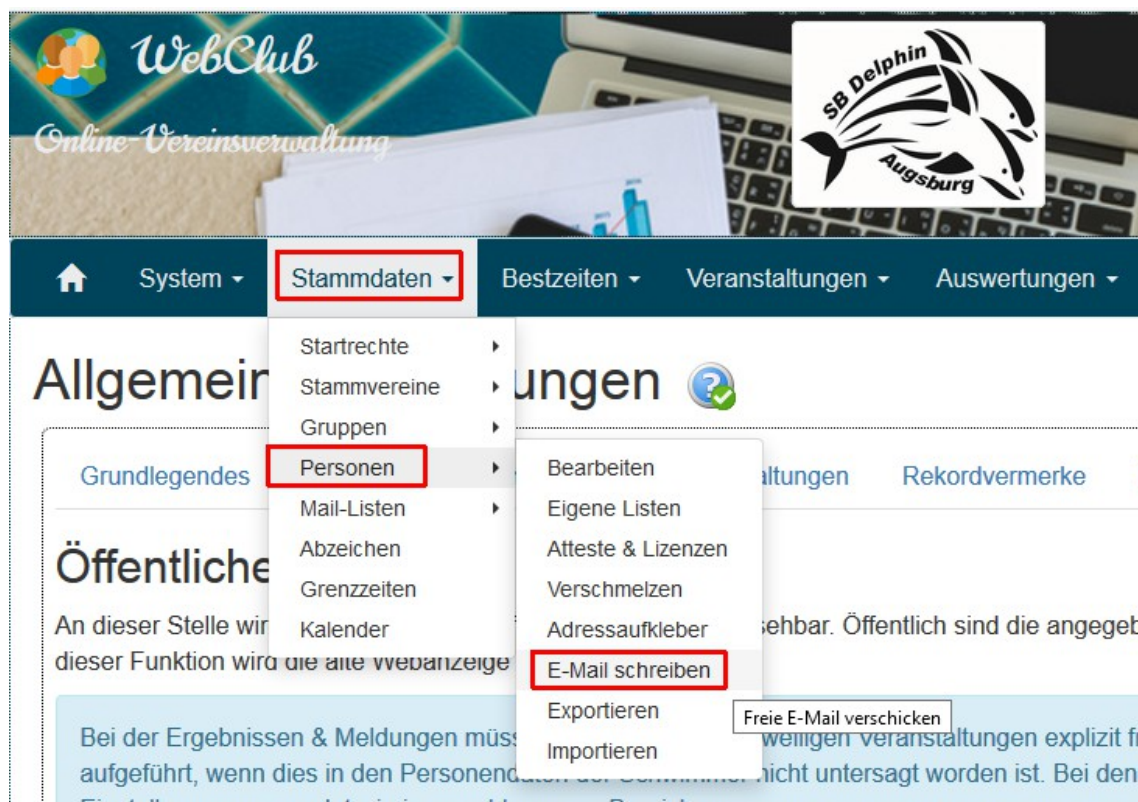 WebClub
Online-Vereinsverwaltung
SB Delphin
Augsburg
System
Stammdaten
Bestzeiten
Veranstaltungen
Auswertungen
Allgemein ungen
Startrechte
Stammvereine
Gruppen
Personen
Mail-Listen
Abzeichen
Grenzzeiten
Kalender
Bearbeiten
Eigene Listen
Atteste & Lizenzen
Verschmelzen
Adressaufkleber
E-Mail schreiben
Exportieren
Importieren
Freie E-Mail verschicken
Grundlegendes altungen Rekordvermerke
Öffentliche
An dieser Stelle wir sehbar. Öffentlich sind die angegeb
dieser Funktion wird die alte Webanzeige
Bei der Ergebnissen & Meldungen müss weiligen Veranstaltungen explizit fr
aufgeführt, wenn dies in den Personendaten der Schwimmer nicht untersagt worden ist. Bei den